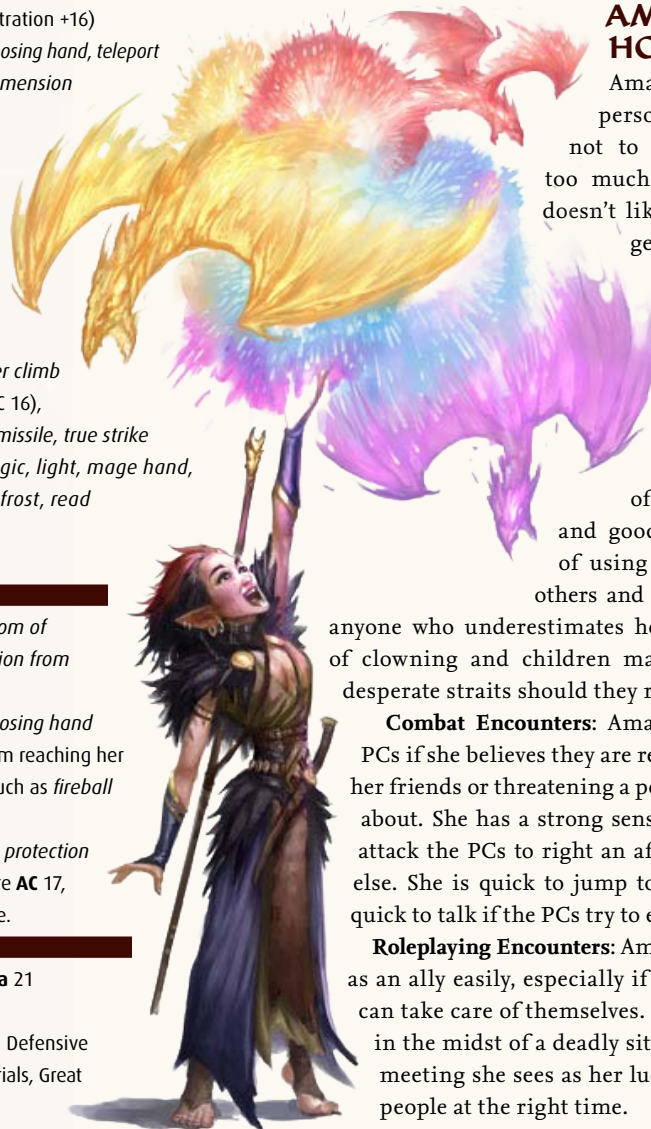 tration +16)
osing hand, teleport
mension
er climb
C 16),
missile, true strike
gic, light, mage hand,
frost, read
om of
ion from
osing hand
m reaching her
uch as fireball
protection
re AC 17,
e.
a 21
Defensive
rials, Great
AM
HO
Ama
perso
not to
too much
doesn't lik
ge
of
and good
of using
others and
anyone who underestimates he
of clowning and children ma
desperate straits should they r
Combat Encounters: Ama
PCs if she believes they are re
her friends or threatening a pe
about. She has a strong sens
attack the PCs to right an af
else. She is quick to jump to
quick to talk if the PCs try to e
Roleplaying Encounters: Am
as an ally easily, especially if
can take care of themselves.
in the midst of a deadly sit
meeting she sees as her luc
people at the right time.